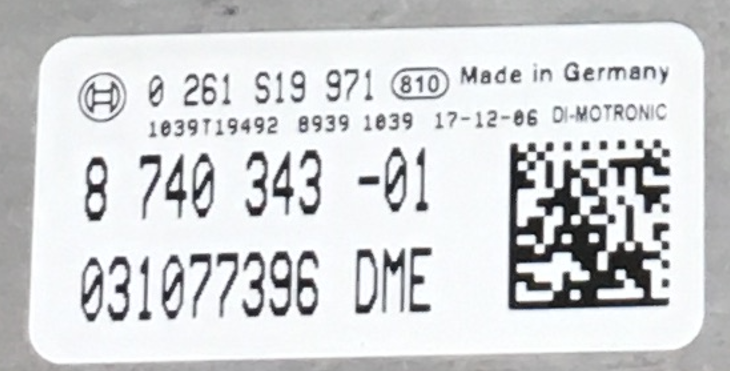 0 261 S19 971 810 Made in Germany
1039T19492 8939 1039 17-12-06 DI-MOTRONIC
8 740 343 -01
031077396 DME